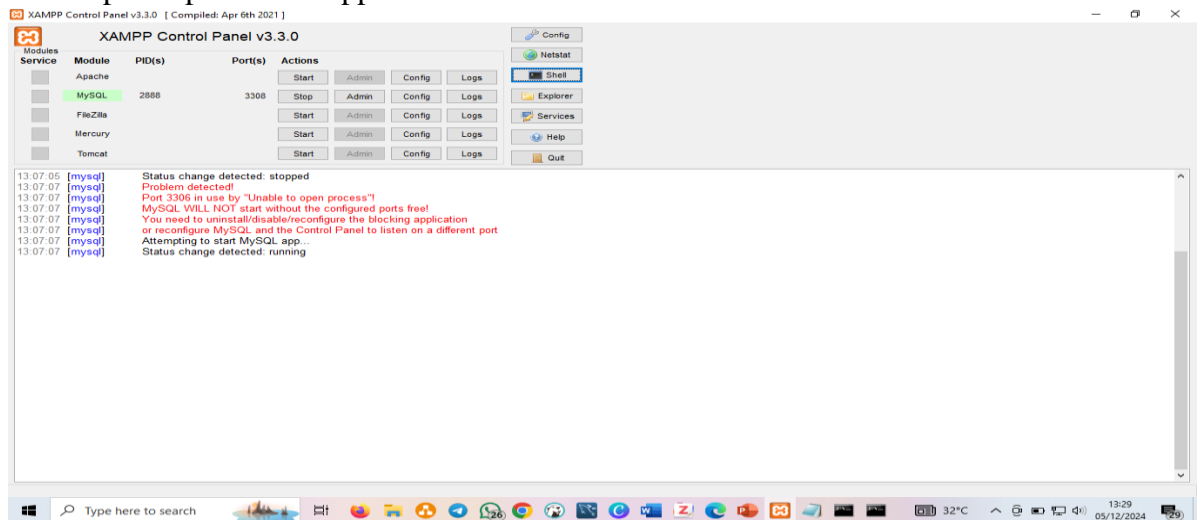 XAMPP Control Panel v3.3.0 [ Compiled: Apr 6th 2021 ]
XAMPP Control Panel v3.3.0
Config
Modules
Netstat
Service Module PID(s) Port(s) Actions
Apache Start Admin Config Logs Shell
MySQL 2888 3308 Stop Admin Config Logs Explorer
FileZilla Start Admin Config Logs Services
Mercury Start Admin Config Logs Help
Tomcat Start Admin Config Logs Quit
13:07:05 [mysql] Status change detected: stopped
13:07:07 [mysql] Problem detected!
13:07:07 [mysql] Port 3306 in use by "Unable to open process"!
13:07:07 [mysql] MySQL WILL NOT start without the configured ports free!
13:07:07 [mysql] You need to uninstall/disable/reconfigure the blocking application
13:07:07 [mysql] or reconfigure MySQL and the Control Panel to listen on a different port
13:07:07 [mysql] Attempting to start MySQL app...
13:07:07 [mysql] Status change detected: running
Type here to search
26
32°C
13:29
05/12/2024
29